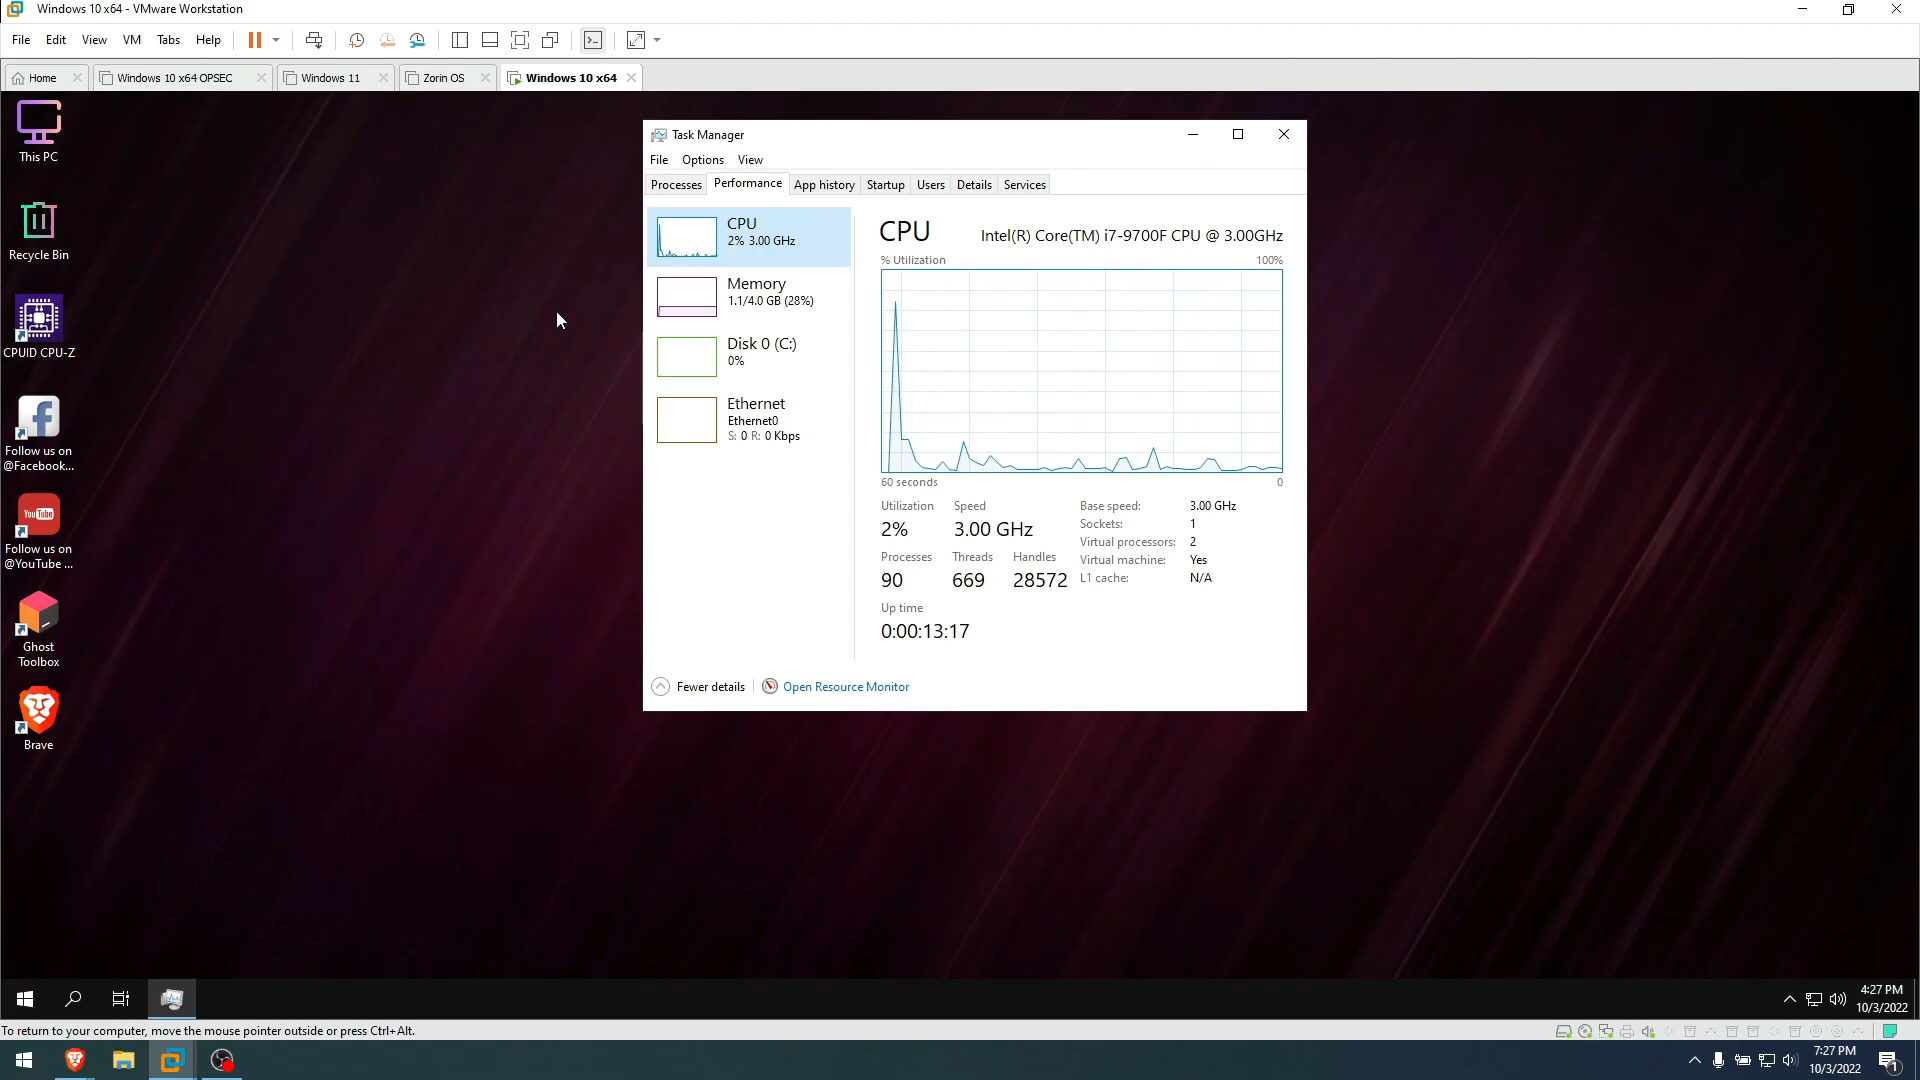 Windows 10 x64 - VMware Workstation
File Edit View VM Tabs Help
Home Windows 10 x64 OPSEC Windows 11 Zorin OS Windows 10 x64
This PC
Recycle Bin
CPUID CPU-Z
Follow us on
@Facebook...
YouTube
Follow us on
@YouTube ...
Ghost
Toolbox
Brave
Task Manager
File Options View
Processes Performance App history Startup Users Details Services
CPU
2% 3.00 GHz
Memory
1.1/4.0 GB (28%)
Disk 0 (C:)
0%
Ethernet
Ethernet0
S: 0 R: 0 Kbps
CPU Intel(R) Core(TM) i7-9700F CPU @ 3.00GHz
% Utilization 100%
60 seconds 0
Utilization Speed
2% 3.00 GHz
Processes Threads Handles
90 669 28572
Up time
0:00:13:17
Base speed: 3.00 GHz
Sockets: 1
Virtual processors: 2
Virtual machine: Yes
L1 cache: N/A
Fewer details Open Resource Monitor
4:27 PM
10/3/2022
To return to your computer, move the mouse pointer outside or press Ctrl+Alt.
7:27 PM
10/3/2022
1